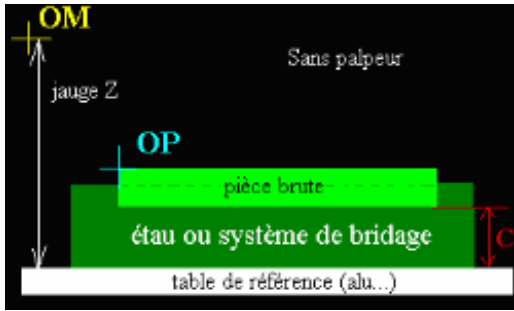 OM
Sans palpeur
jauge Z
OP
pièce brute
étau ou système de bridage
C
table de référence (alu...)